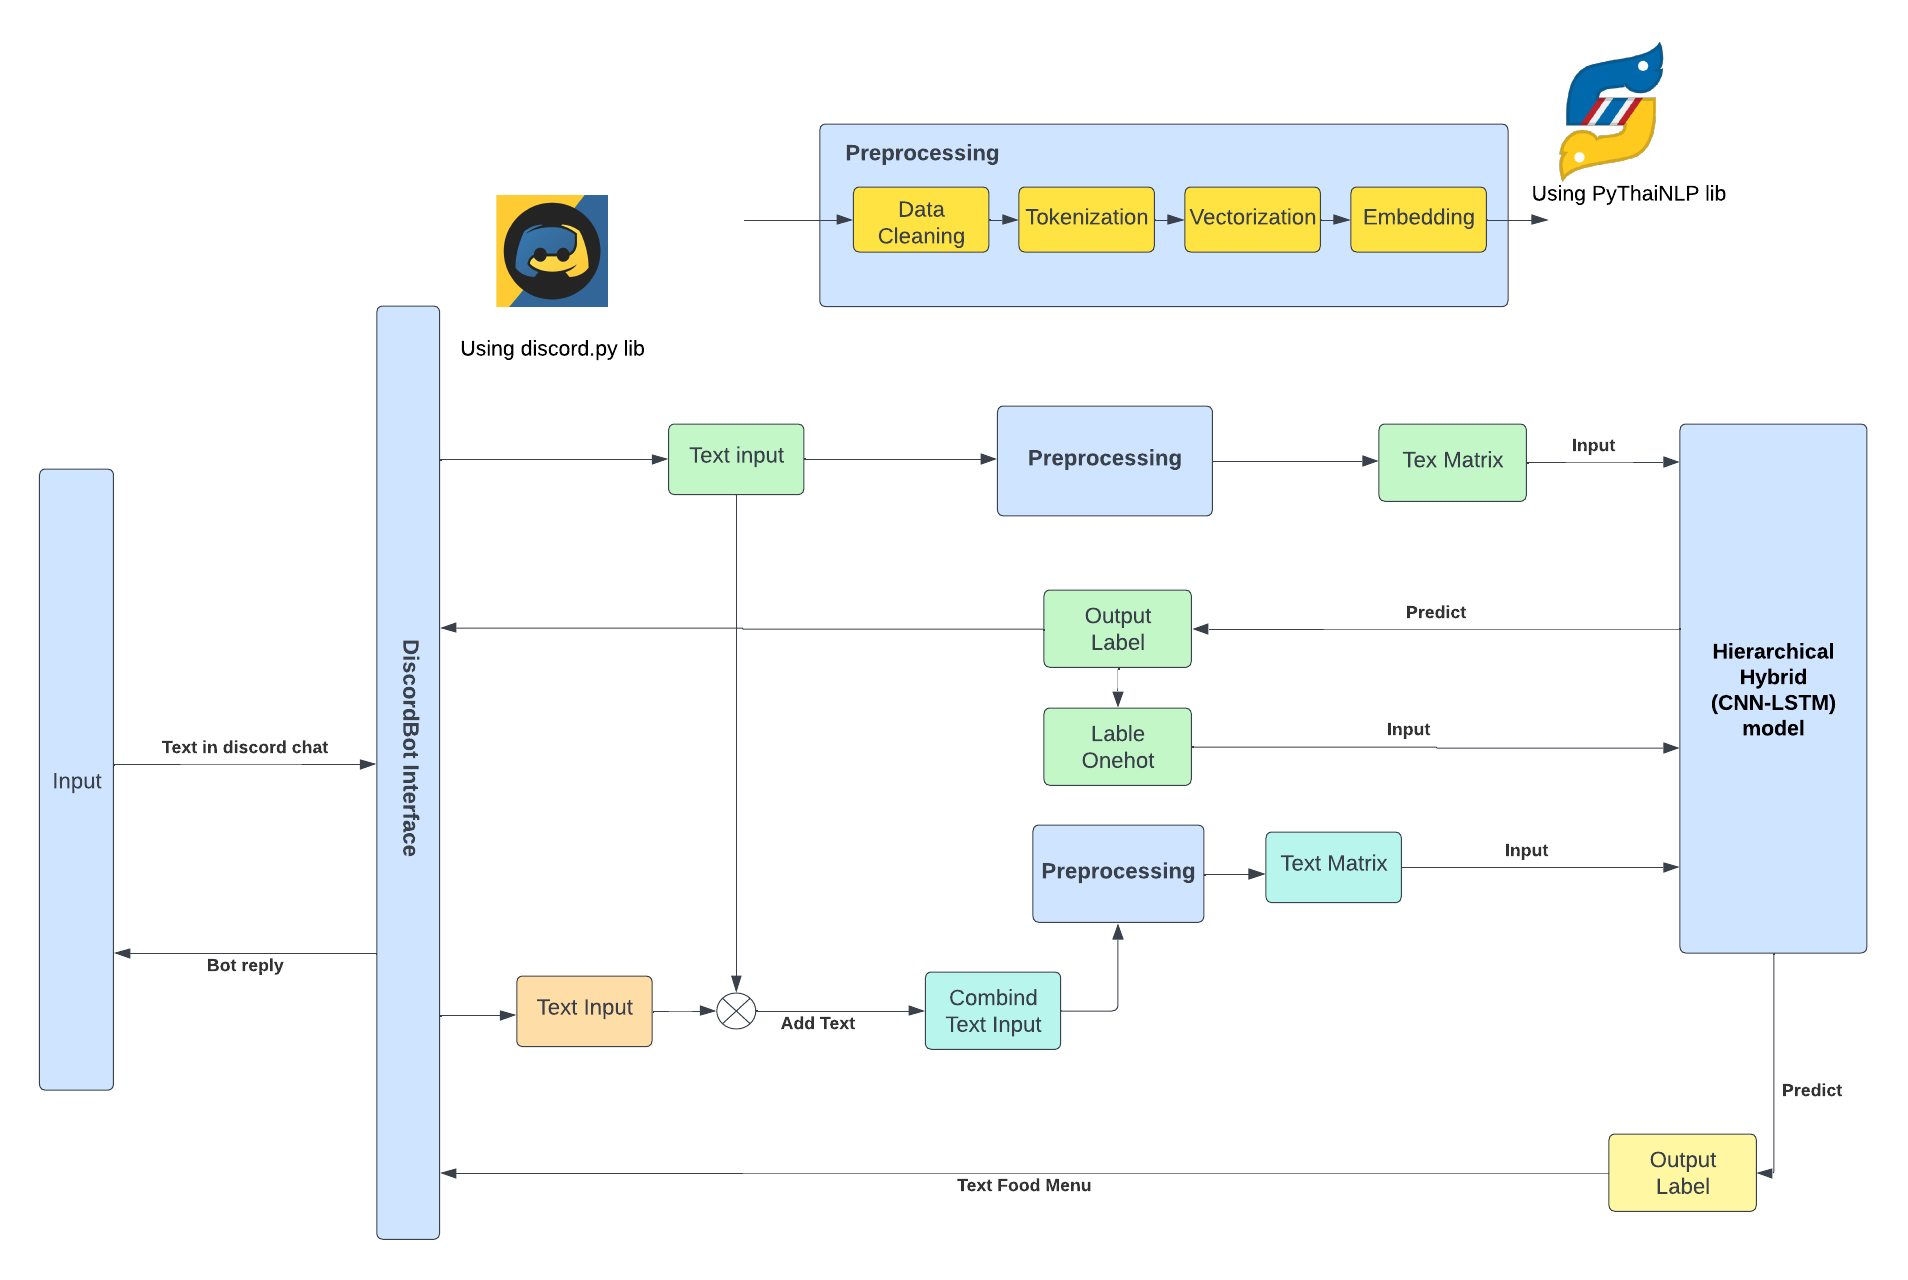 Preprocessing
Data
Cleaning
Tokenization
Vectorization
Embedding
Using PyThaiNLP lib
Using discord.py lib
Text input
Preprocessing
Tex Matrix
Input
Output
Label
Predict
Lable
Onehot
Input
Hierarchical
Hybrid
(CNN-LSTM)
model
Input
Text in discord chat
DiscordBot Interface
Bot reply
Preprocessing
Text Matrix
Input
Text Input
Add Text
Combind
Text Input
Predict
Output
Label
Text Food Menu